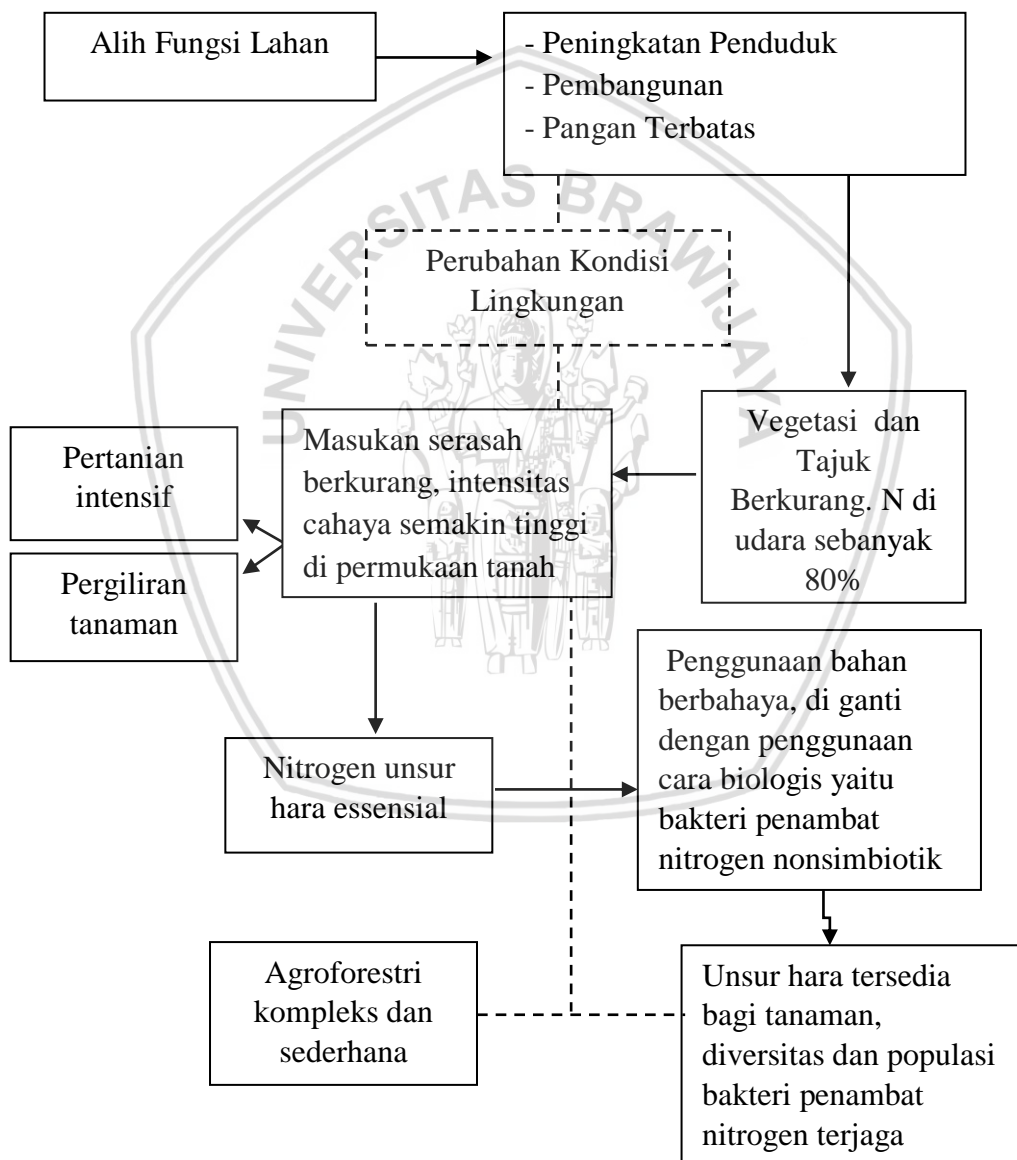 Alih Fungsi Lahan
- Peningkatan Penduduk
- Pembangunan
- Pangan Terbatas
UNIVERSITAS BRAWIJAYA
Perubahan Kondisi
Lingkungan
Vegetasi dan
Tajuk
Berkurang. N di
udara sebanyak
80%
Masukan serasah
berkurang, intensitas
cahaya semakin tinggi
di permukaan tanah
Pertanian
intensif
Pergiliran
tanaman
Nitrogen unsur
hara essensial
Penggunaan bahan
berbahaya, di ganti
dengan penggunaan
cara biologis yaitu
bakteri penambat
nitrogen nonsimbiotik
Agroforestri
kompleks dan
sederhana
Unsur hara tersedia
bagi tanaman,
diversitas dan populasi
bakteri penambat
nitrogen terjaga